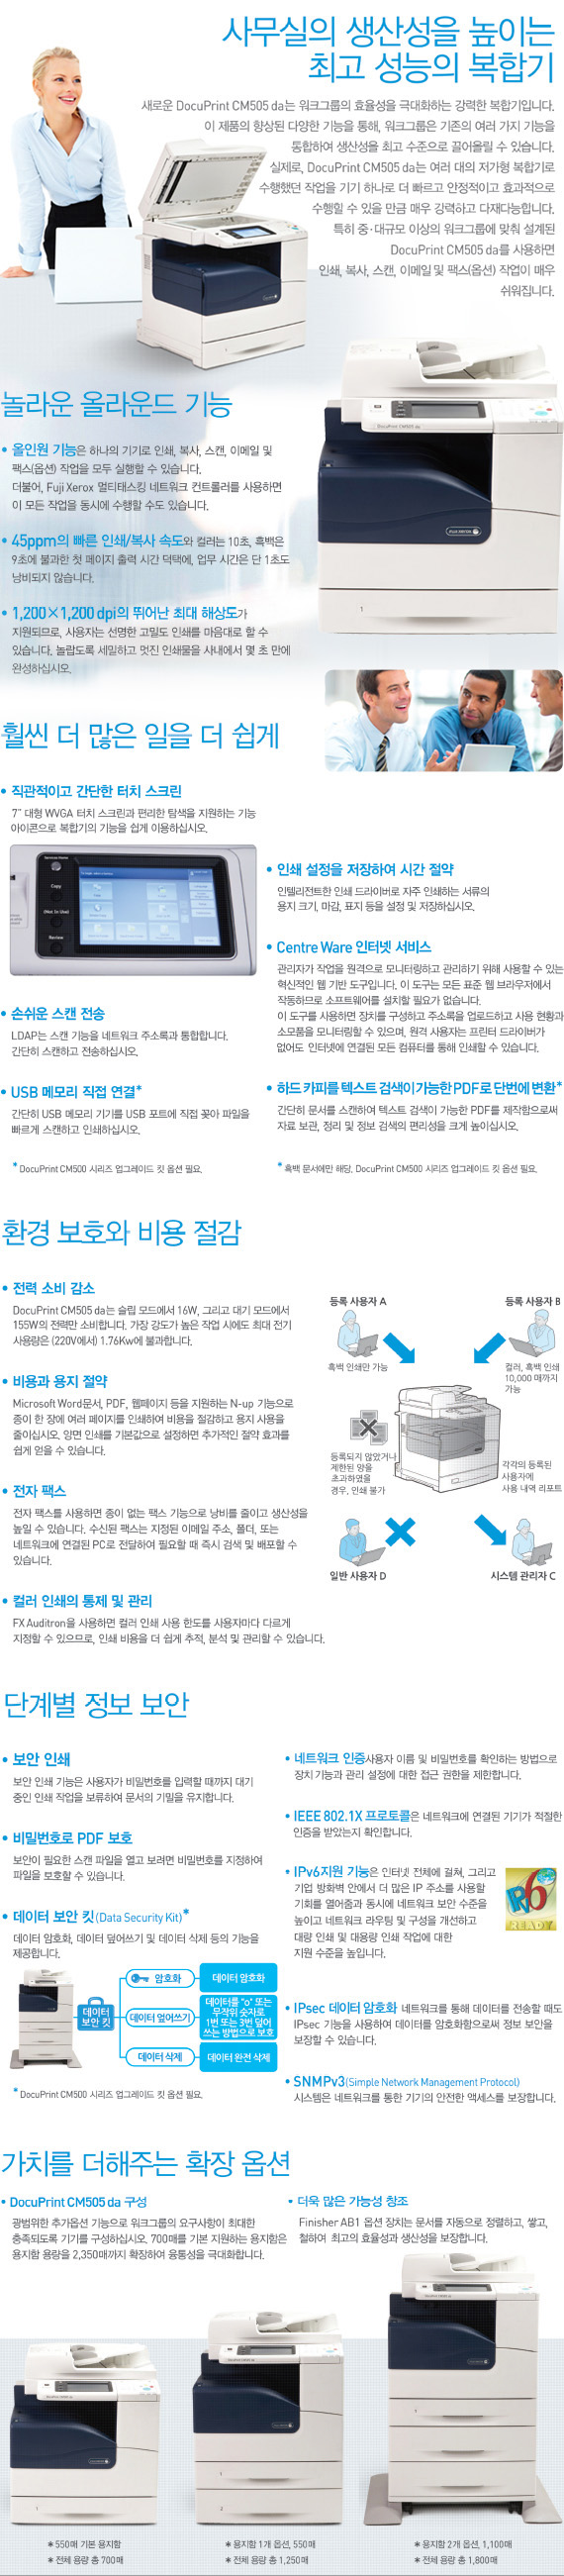 사무실의 생산성을 높이는
최고 성능의 복합기
새로운 DocuPrint CM505 da는 워크그룹의 효율성을 극대화하는 강력한 복합기입니다.
이 제품의 향상된 다양한 기능을 통해, 워크그룹은 기존의 여러 가지 기능을
통합하여 생산성을 최고 수준으로 끌어올릴 수 있습니다.
실제로, DocuPrint CM505 da는 여러 대의 저가형 복합기로
수행했던 작업을 기기 하나로 더 빠르고 안정적이고 효과적으로
수행할 수 있을 만큼 매우 강력하고 다재다능합니다.
특히 중·대규모 이상의 워크그룹에 맞춰 설계된
DocuPrint CM505 da를 사용하면
인쇄, 복사, 스캔, 이메일 및 팩스(옵션) 작업이 매우
쉬워집니다.
놀라운 올라운드 기능
• 올인원 기능은 하나의 기기로 인쇄, 복사, 스캔, 이메일 및
팩스(옵션) 작업을 모두 실행할 수 있습니다.
더불어, Fuji Xerox 멀티태스킹 네트워크 컨트롤러를 사용하면
이 모든 작업을 동시에 수행할 수도 있습니다.
• 45ppm의 빠른 인쇄/복사 속도와 컬러는 10초, 흑백은
9초에 불과한 첫 페이지 출력 시간 덕택에, 업무 시간은 단 1초도
낭비되지 않습니다.
• 1,200×1,200 dpi의 뛰어난 최대 해상도가
지원되므로, 사용자는 선명한 고밀도 인쇄를 마음대로 할 수
있습니다. 놀랍도록 세밀하고 멋진 인쇄물을 사내에서 몇 초 만에
완성하십시오.
DocuPrint CM505 da
FUJI XEROX
1
훨씬 더 많은 일을 더 쉽게
• 직관적이고 간단한 터치 스크린
7" 대형 WVGA 터치 스크린과 편리한 탐색을 지원하는 기능
아이콘으로 복합기의 기능을 쉽게 이용하십시오.
Services Home
Copy
(Not In Use)
Review
• 손쉬운 스캔 전송
LDAP는 스캔 기능을 네트워크 주소록과 통합합니다.
간단히 스캔하고 전송하십시오.
• USB 메모리 직접 연결*
간단히 USB 메모리 기기를 USB 포트에 직접 꽂아 파일을
빠르게 스캔하고 인쇄하십시오.
* DocuPrint CM500 시리즈 업그레이드 킷 옵션 필요.
• 인쇄 설정을 저장하여 시간 절약
인텔리전트한 인쇄 드라이버로 자주 인쇄하는 서류의
용지 크기, 마감, 표지 등을 설정 및 저장하십시오.
• Centre Ware 인터넷 서비스
관리자가 작업을 원격으로 모니터링하고 관리하기 위해 사용할 수 있는
혁신적인 웹 기반 도구입니다. 이 도구는 모든 표준 웹 브라우저에서
작동하므로 소프트웨어를 설치할 필요가 없습니다.
이 도구를 사용하면 장치를 구성하고 주소록을 업로드하고 사용 현황과
소모품을 모니터링할 수 있으며, 원격 사용자는 프린터 드라이버가
없어도 인터넷에 연결된 모든 컴퓨터를 통해 인쇄할 수 있습니다.
• 하드 카피를 텍스트 검색이 가능한 PDF로 단번에 변환*
간단히 문서를 스캔하여 텍스트 검색이 가능한 PDF를 제작함으로써
자료 보관, 정리 및 정보 검색의 편리성을 크게 높이십시오.
* 흑백 문서에만 해당. DocuPrint CM500 시리즈 업그레이드 킷 옵션 필요.
환경 보호와 비용 절감
• 전력 소비 감소
DocuPrint CM505 da는 슬립 모드에서 16W, 그리고 대기 모드에서
155W의 전력만 소비합니다. 가장 강도가 높은 작업 시에도 최대 전기
사용량은 (220V에서) 1.76Kw에 불과합니다.
• 비용과 용지 절약
Microsoft Word문서, PDF, 웹페이지 등을 지원하는 N-up 기능으로
종이 한 장에 여러 페이지를 인쇄하여 비용을 절감하고 용지 사용을
줄이십시오. 양면 인쇄를 기본값으로 설정하면 추가적인 절약 효과를
쉽게 얻을 수 있습니다.
• 전자 팩스
전자 팩스를 사용하면 종이 없는 팩스 기능으로 낭비를 줄이고 생산성을
높일 수 있습니다. 수신된 팩스는 지정된 이메일 주소, 폴더, 또는
네트워크에 연결된 PC로 전달하여 필요할 때 즉시 검색 및 배포할 수
있습니다.
• 컬러 인쇄의 통제 및 관리
FX Auditron을 사용하면 컬러 인쇄 사용 한도를 사용자마다 다르게
지정할 수 있으므로, 인쇄 비용을 더 쉽게 추적, 분석 및 관리할 수 있습니다.
등록 사용자 A
흑백 인쇄만 가능
등록 사용자 B
컬러, 흑백 인쇄
10,000 매까지
가능
등록되지 않았거나
제한된 양을
초과하였을
경우, 인쇄 불가
각각의 등록된
사용자에
사용 내역 리포트
일반 사용자 D
시스템 관리자 C
단계별 정보 보안
• 보안 인쇄
보안 인쇄 기능은 사용자가 비밀번호를 입력할 때까지 대기
중인 인쇄 작업을 보류하여 문서의 기밀을 유지합니다.
• 비밀번호로 PDF 보호
보안이 필요한 스캔 파일을 열고 보려면 비밀번호를 지정하여
파일을 보호할 수 있습니다.
• 데이터 보안 킷(Data Security Kit)*
데이터 암호화, 데이터 덮어쓰기 및 데이터 삭제 등의 기능을
제공합니다.
데이터
보안 킷
암호화
데이터 암호화
데이터 덮어쓰기
데이터를 "o" 또는
무작위 숫자로
1번 또는 3번 덮어
쓰는 방법으로 보호
데이터 삭제
데이터 완전 삭제
* DocuPrint CM500 시리즈 업그레이드 킷 옵션 필요.
• 네트워크 인증사용자 이름 및 비밀번호를 확인하는 방법으로
장치 기능과 관리 설정에 대한 접근 권한을 제한합니다.
• IEEE 802.1X 프로토콜은 네트워크에 연결된 기기가 적절한
인증을 받았는지 확인합니다.
• IPv6지원 기능은 인터넷 전체에 걸쳐, 그리고
기업 방화벽 안에서 더 많은 IP 주소를 사용할
기회를 열어줌과 동시에 네트워크 보안 수준을
높이고 네트워크 라우팅 및 구성을 개선하고
대량 인쇄 및 대용량 인쇄 작업에 대한
지원 수준을 높입니다.
IPv6
READY
• IPsec 데이터 암호화 네트워크를 통해 데이터를 전송할 때도
IPsec 기능을 사용하여 데이터를 암호화함으로써 정보 보안을
보장할 수 있습니다.
• SNMPv3(Simple Network Management Protocol)
시스템은 네트워크를 통한 기기의 안전한 액세스를 보장합니다.
가치를 더해주는 확장 옵션
• DocuPrint CM505 da 구성
광범위한 추가옵션 기능으로 워크그룹의 요구사항이 최대한
충족되도록 기기를 구성하십시오. 700매를 기본 지원하는 용지함은
용지함 용량을 2,350매까지 확장하여 융통성을 극대화합니다.
• 더욱 많은 가능성 창조
Finisher AB1 옵션 장치는 문서를 자동으로 정렬하고, 쌓고,
철하여 최고의 효율성과 생산성을 보장합니다.
* 550매 기본 용지함
* 전체 용량 총 700매
* 용지함 1개 옵션, 550매
* 전체 용량 총 1,250매
* 용지함 2개 옵션, 1,100매
* 전체 용량 총 1,800매